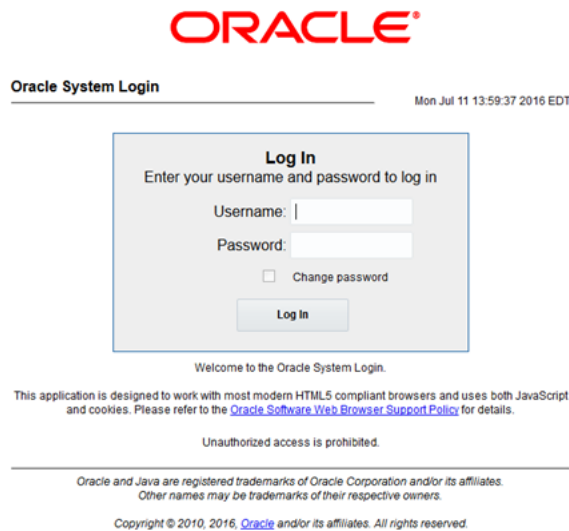 ORACLE®
Oracle System Login
Mon Jul 11 13:59:37 2016 EDT
Log In
Enter your username and password to log in
Username:
Password:
Change password
Log In
Welcome to the Oracle System Login.
This application is designed to work with most modern HTML5 compliant browsers and uses both JavaScript
and cookies. Please refer to the Oracle Software Web Browser Support Policy for details.
Unauthorized access is prohibited.
Oracle and Java are registered trademarks of Oracle Corporation and/or its affiliates.
Other names may be trademarks of their respective owners.
Copyright © 2010, 2016, Oracle and/or its affiliates. All rights reserved.